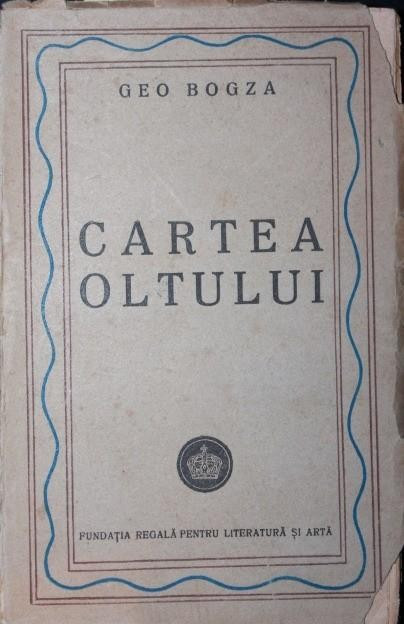 GEO BOGZA
CARTEA
OLTULUI
FUNDAȚIA REGALĂ PENTRU LITERATURĂ ȘI ARTĂ